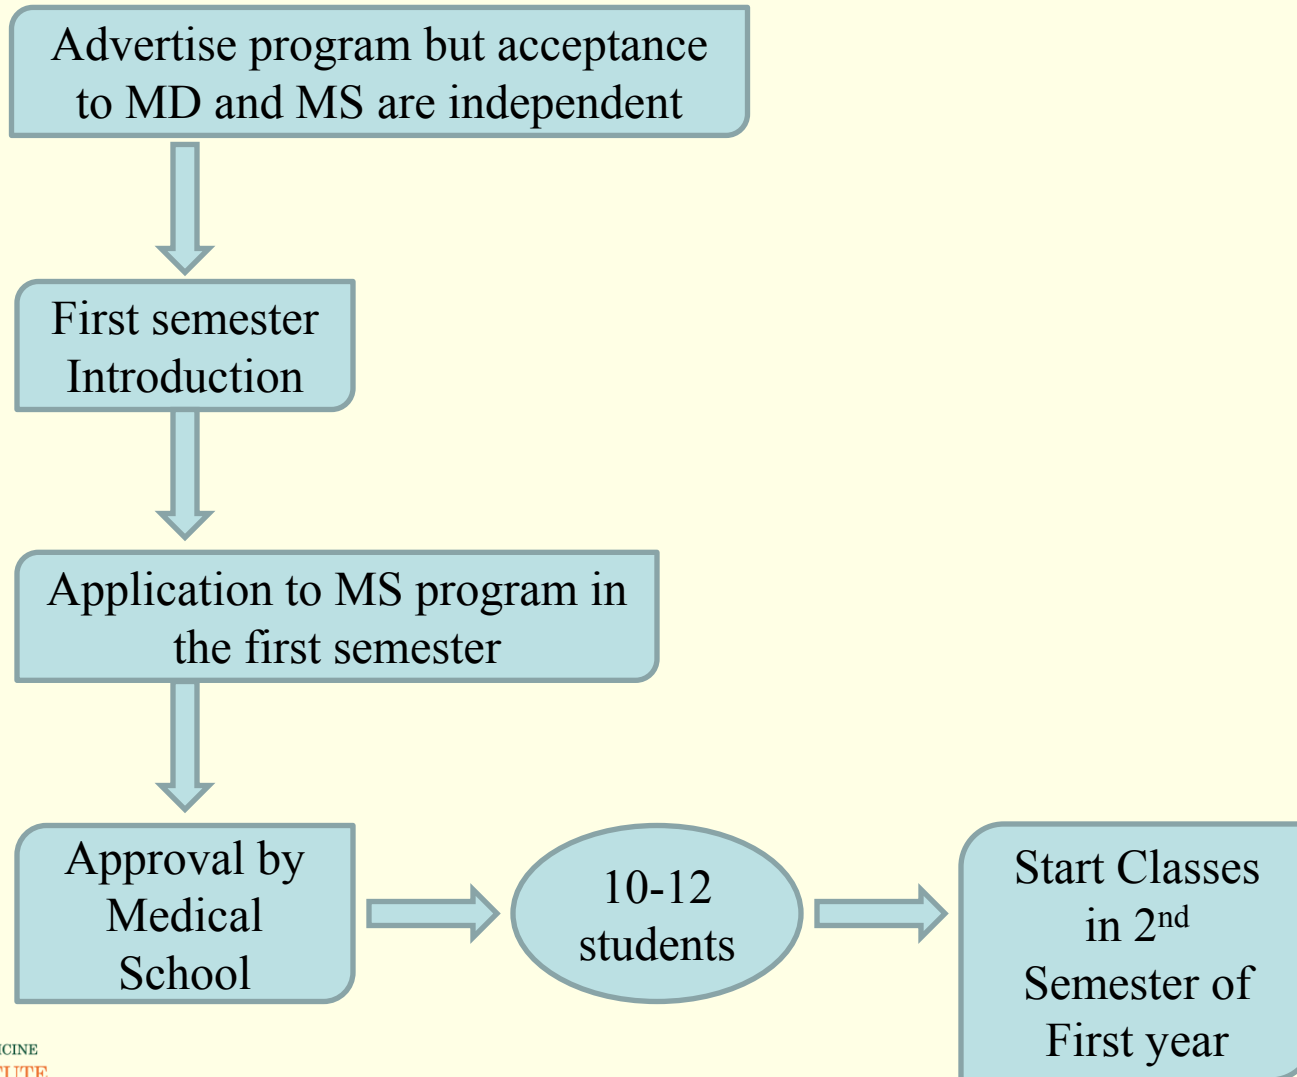 Advertise program but acceptance
to MD and MS are independent
First semester
Introduction
Application to MS program in
the first semester
Approval by
Medical
School
10-12
students
Start Classes
in 2nd
Semester of
First year